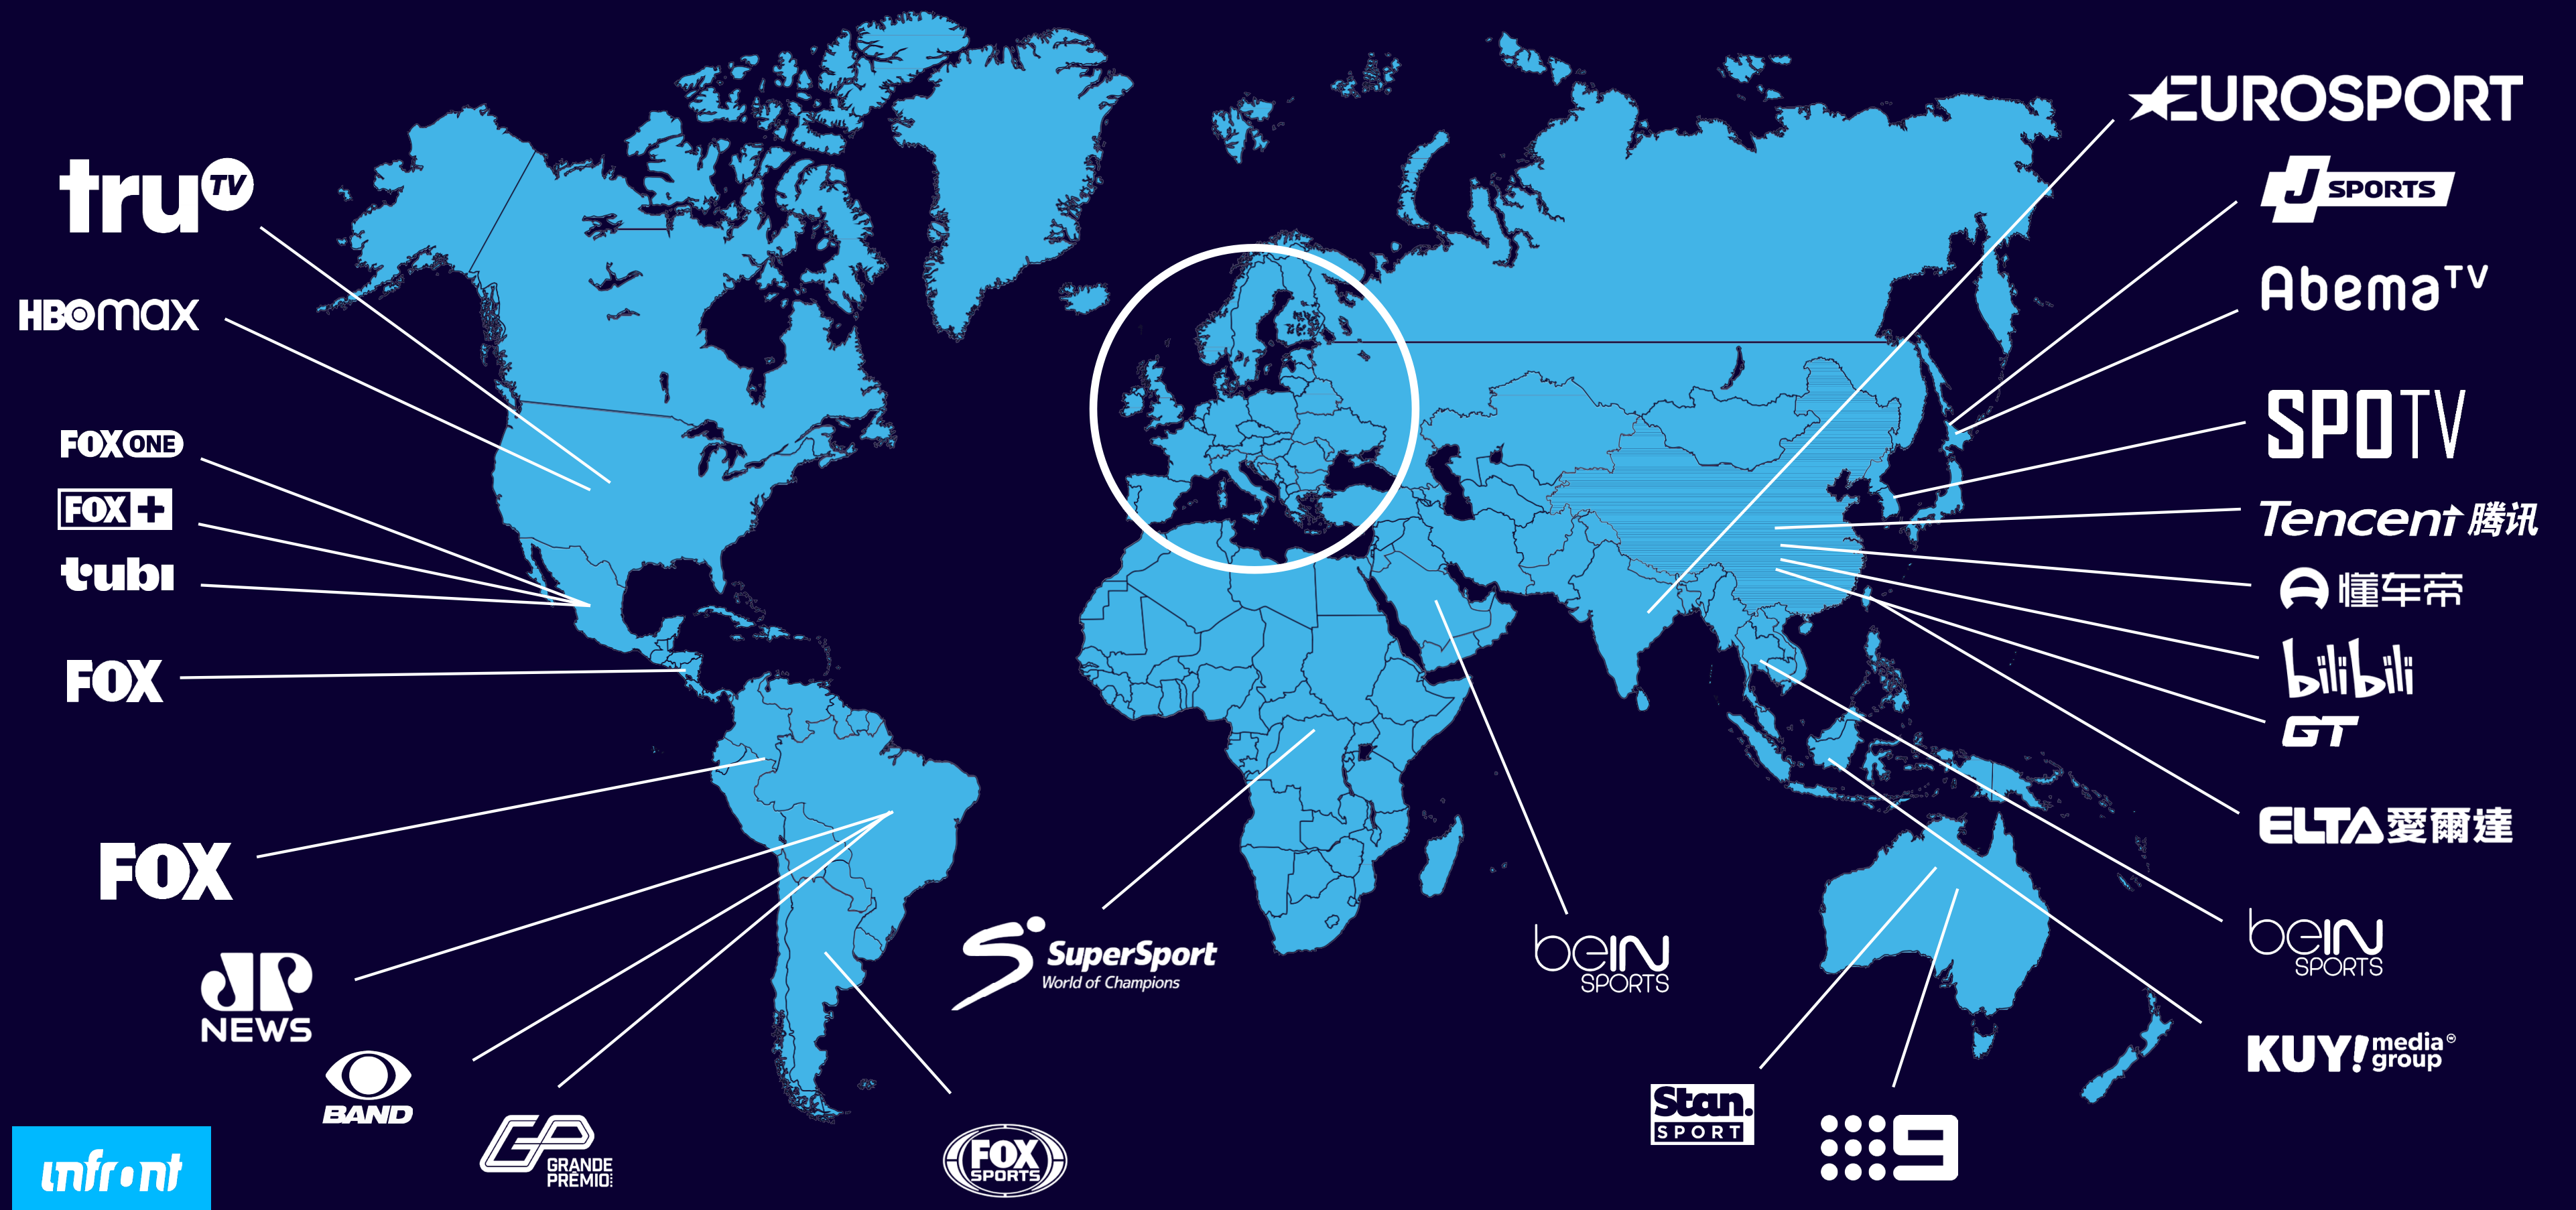 truTV
HBOmax
FOX ONE
FOX+
tubi
FOX
FOX
JP
NEWS
BAND
GP
GRANDE
PRÊMIO
infront
FOX
SPORTS
SuperSport
World of Champions
beIN
SPORTS
Stan.
SPORT
9
EUROSPORT
J SPORTS
AbemaTV
SPOTV
Tencent 腾讯
懂车帝
bilibili
GT
ELTA 愛爾達
beIN
SPORTS
KUY! media
group